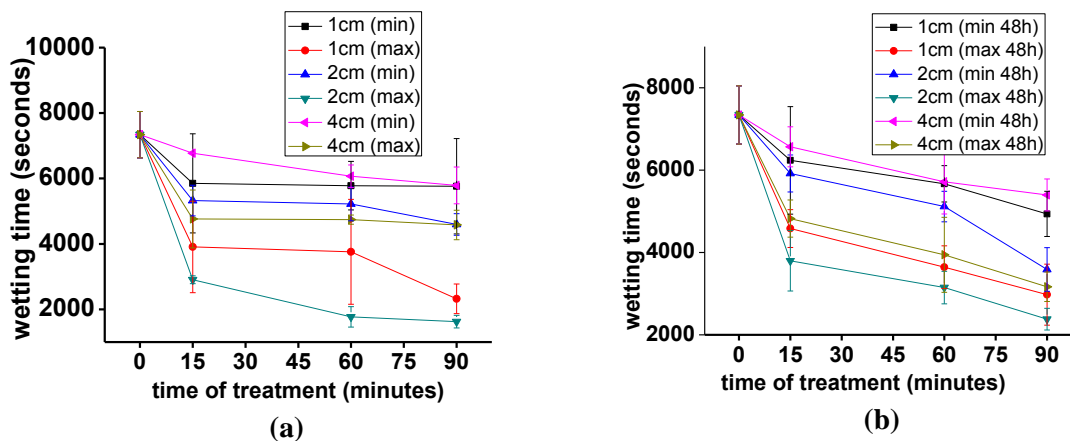 1cm (min)
1cm (max)
2cm (min)
2cm (max)
4cm (min)
4cm (max)
10000
8000
6000
4000
2000
wetting time (seconds)
0 15 30 45 60 75 90
time of treatment (minutes)
(a)
1cm (min 48h)
1cm (max 48h)
2cm (min 48h)
2cm (max 48h)
4cm (min 48h)
4cm (max 48h)
8000
6000
4000
2000
wetting time (seconds)
0 15 30 45 60 75 90
time of treatment (minutes)
(b)